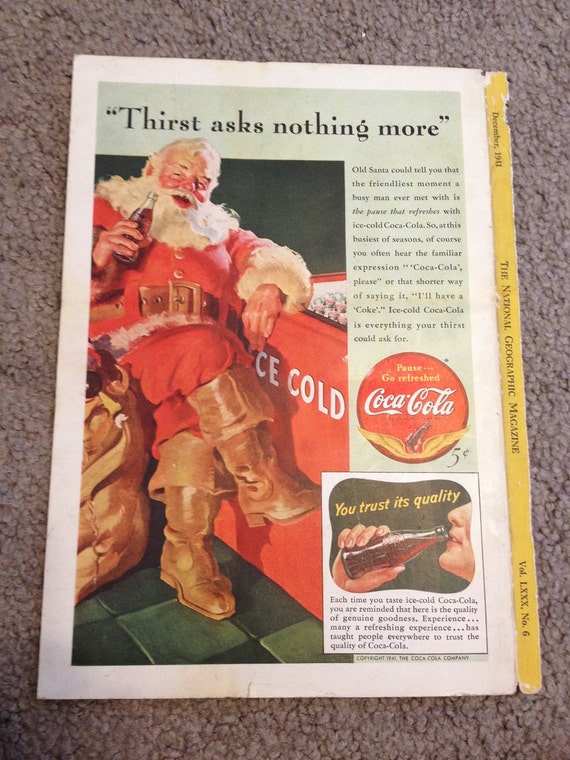 "Thirst asks nothing more"
Old Santa could tell you that
the friendliest moment a
busy man ever met with is
the pause that refreshes with
ice-cold Coca-Cola. So, at this
busiest of seasons, of course
you often hear the familiar
expression "'Coca-Cola',
please" or that shorter way
of saying it, "I'll have a
'Coke'." Ice-cold Coca-Cola
is everything your thirst
could ask for.
CE COLD
Pause...
Go refreshed
Coca-Cola
5¢
You trust its quality
Each time you taste ice-cold Coca-Cola,
you are reminded that here is the quality
of genuine goodness. Experience...
many a refreshing experience...has
taught people everywhere to trust the
quality of Coca-Cola.
COPYRIGHT 1941, THE COCA-COLA COMPANY
December, 1941
THE NATIONAL GEOGRAPHIC MAGAZINE
Vol. LXXX, No. 6